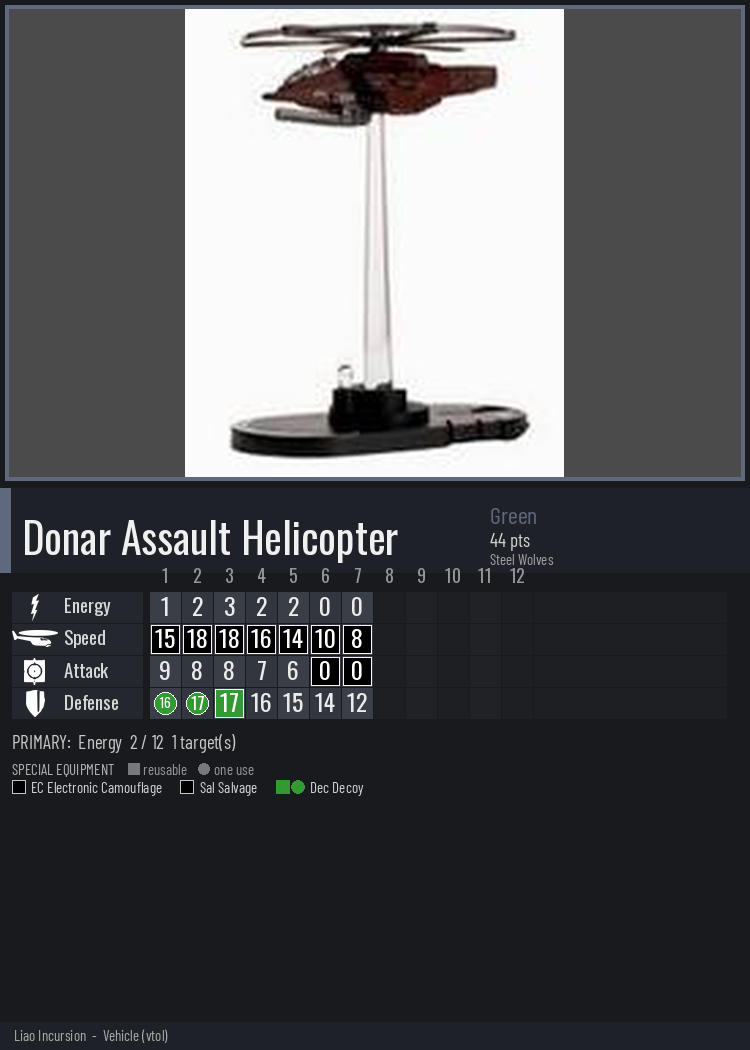 Donar Assault Helicopter
Green
44 pts
Steel Wolves
1 2 3 4 5 6 7 8 9 10 11 12
Energy 1 2 3 2 2 0 0
Speed 15 18 18 16 14 10 8
Attack 9 8 8 7 6 0 0
Defense 16 17 17 16 15 14 12
PRIMARY: Energy 2 / 12 1 target(s)
SPECIAL EQUIPMENT reusable one use
EC Electronic Camouflage Sal Salvage Dec Decoy
Liao Incursion - Vehicle (vtol)